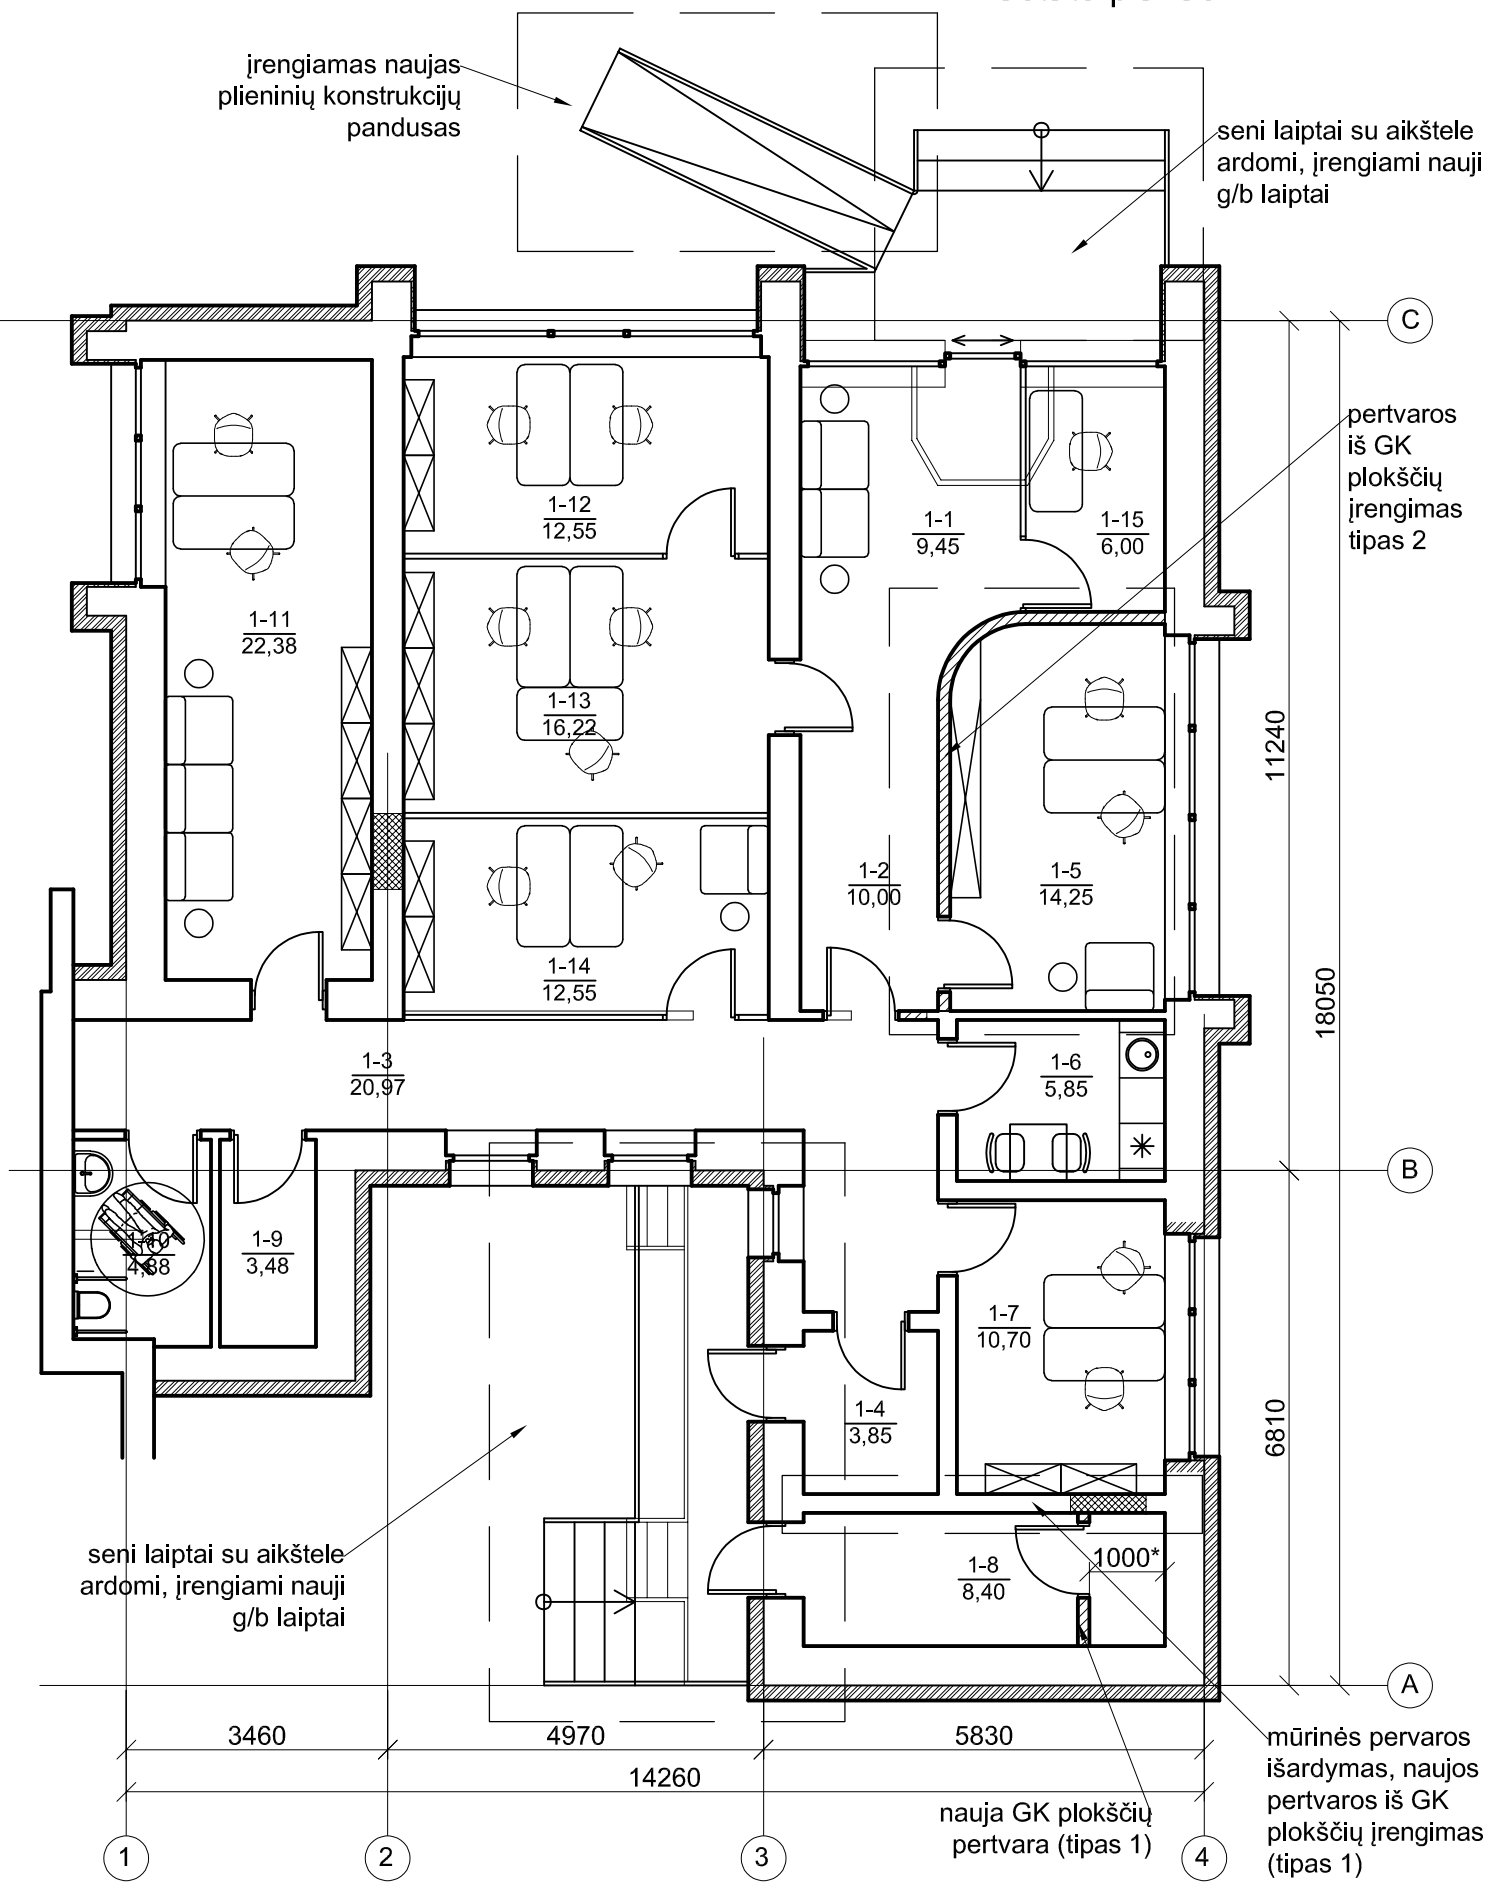 įrengiamas naujas
plieninių konstrukcijų
pandusas
seni laiptai su aikštele
ardomi, įrengiami nauji
g/b laiptai
C
pertvaros
iš GK
plokščių
įrengimas
tipas 2
1-12
12,55
1-1
9,45
1-15
6,00
1-11
22,38
1-13
16,22
11240
1-2
10,00
1-5
14,25
1-14
12,55
18050
1-3
20,97
1-6
5,85
B
1-10
4,88
1-9
3,48
1-7
10,70
1-4
3,85
6810
seni laiptai su aikštele
ardomi, įrengiami nauji
g/b laiptai
1-8
8,40
1000*
A
3460
4970
5830
14260
mūrinės pervaros
išardymas, naujos
pertvaros iš GK
plokščių įrengimas
(tipas 1)
nauja GK plokščių
pertvara (tipas 1)
1
2
3
4